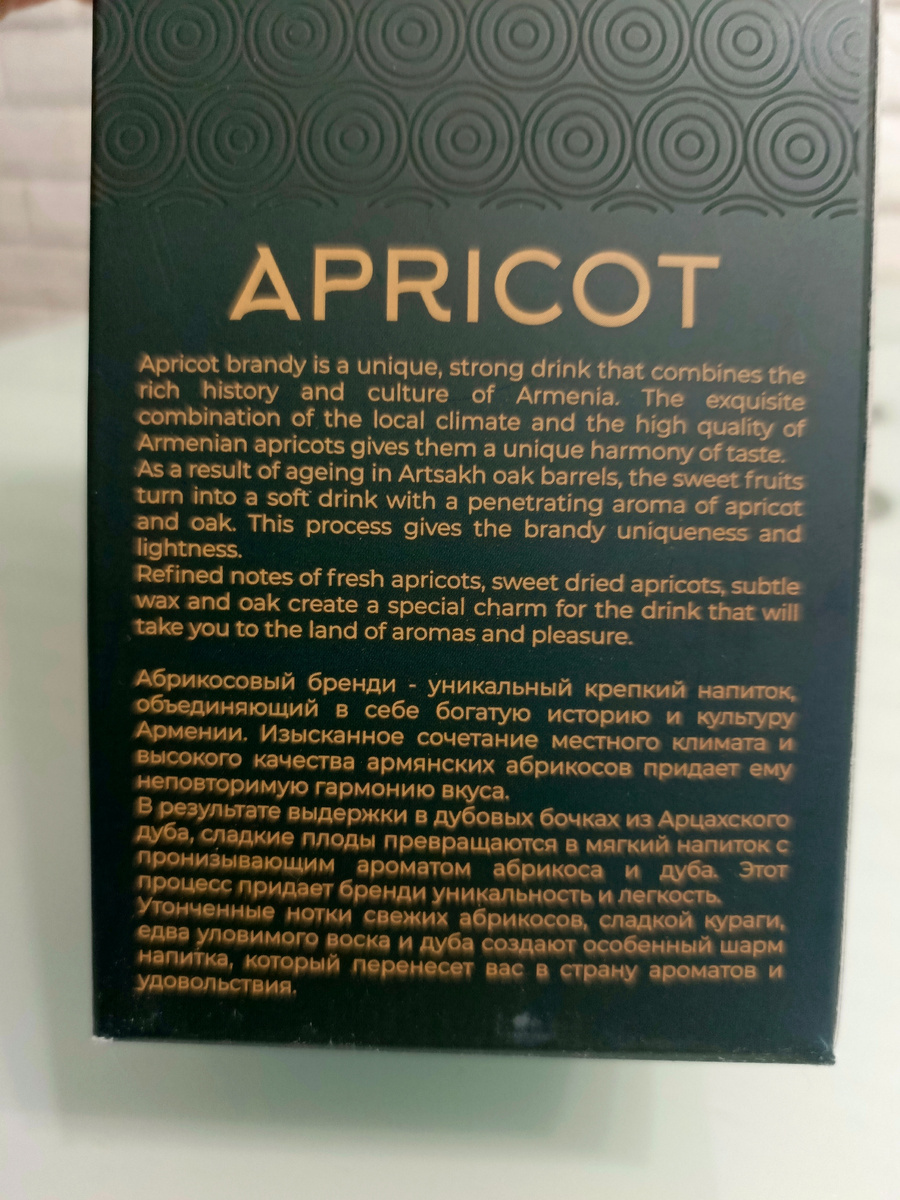 APRICOT
Apricot brandy is a unique, strong drink that combines the
rich history and culture of Armenia. The exquisite
combination of the local climate and the high quality of
Armenian apricots gives them a unique harmony of taste.
As a result of ageing in Artsakh oak barrels, the sweet fruits
turn into a soft drink with a penetrating aroma of apricot
and oak. This process gives the brandy uniqueness and
lightness.
Refined notes of fresh apricots, sweet dried apricots, subtle
wax and oak create a special charm for the drink that will
take you to the land of aromas and pleasure.
Абрикосовый бренди - уникальный крепкий напиток,
объединяющий в себе богатую историю и культуру
Армении. Изысканное сочетание местного климата и
высокого качества армянских абрикосов придает ему
неповторимую гармонию вкуса.
В результате выдержки в дубовых бочках из Арцахского
дуба, сладкие плоды превращаются в мягкий напиток с
пронизывающим ароматом абрикоса и дуба. Этот
процесс придает бренди уникальность и легкость.
Утонченные нотки свежих абрикосов, сладкой кураги,
едва уловимого воска и дуба создают особенный шарм
напитка, который перенесет вас в страну ароматов и
удовольствия.